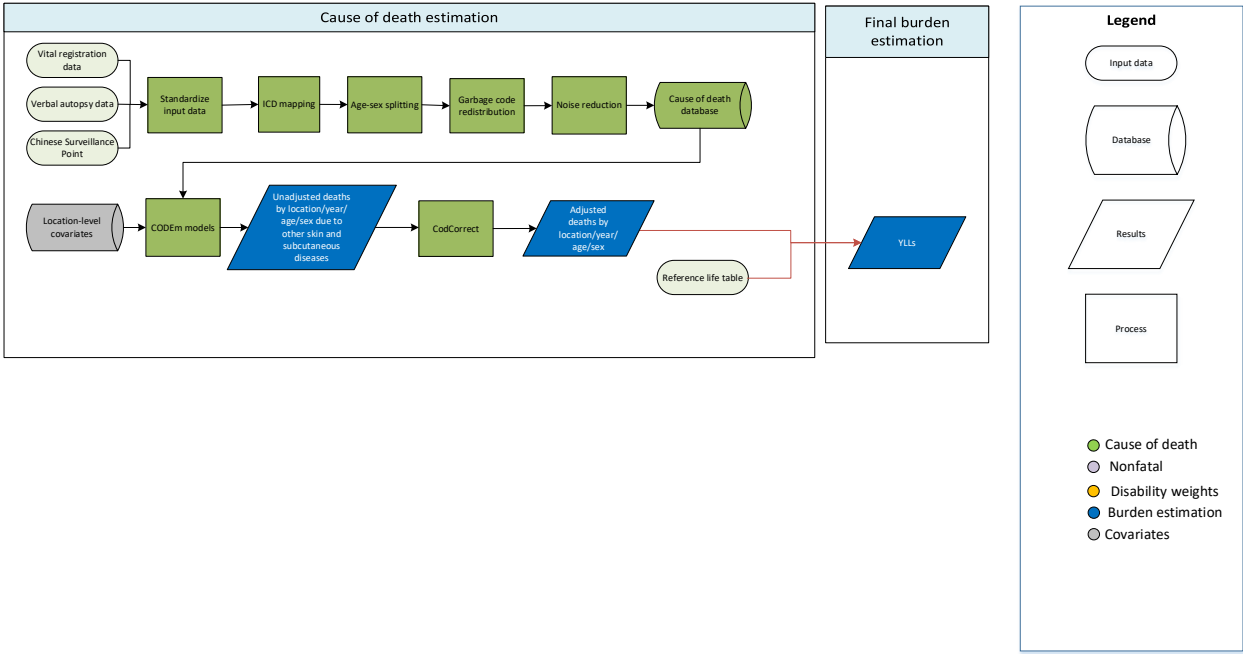 Cause of death estimation
Final burden
estimation
Legend
Vital registration
data
Verbal autopsy data
Chinese Surveillance
Point
Standardize
input data
ICD mapping
Age-sex splitting
Garbage code
redistribution
Noise reduction
Cause of death
database
Location-level
covariates
CODEm models
Unadjusted deaths
by location/year/
age/sex due to
other skin and
subcutaneous
diseases
CodCorrect
Adjusted
deaths by
location/year/
age/sex
Reference life table
YLLs
Input data
Database
Results
Process
Cause of death
Nonfatal
Disability weights
Burden estimation
Covariates